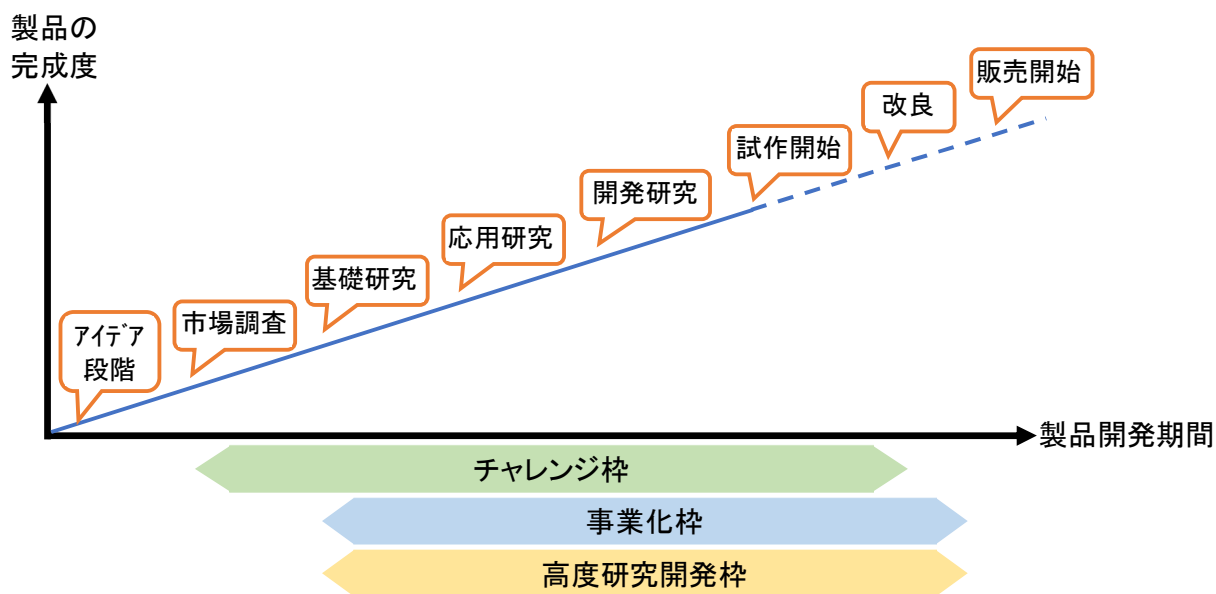 製品の
完成度
販売開始
改良
試作開始
開発研究
応用研究
基礎研究
市場調査
ｱｲﾃﾞｱ
段階
製品開発期間
チャレンジ枠
事業化枠
高度研究開発枠